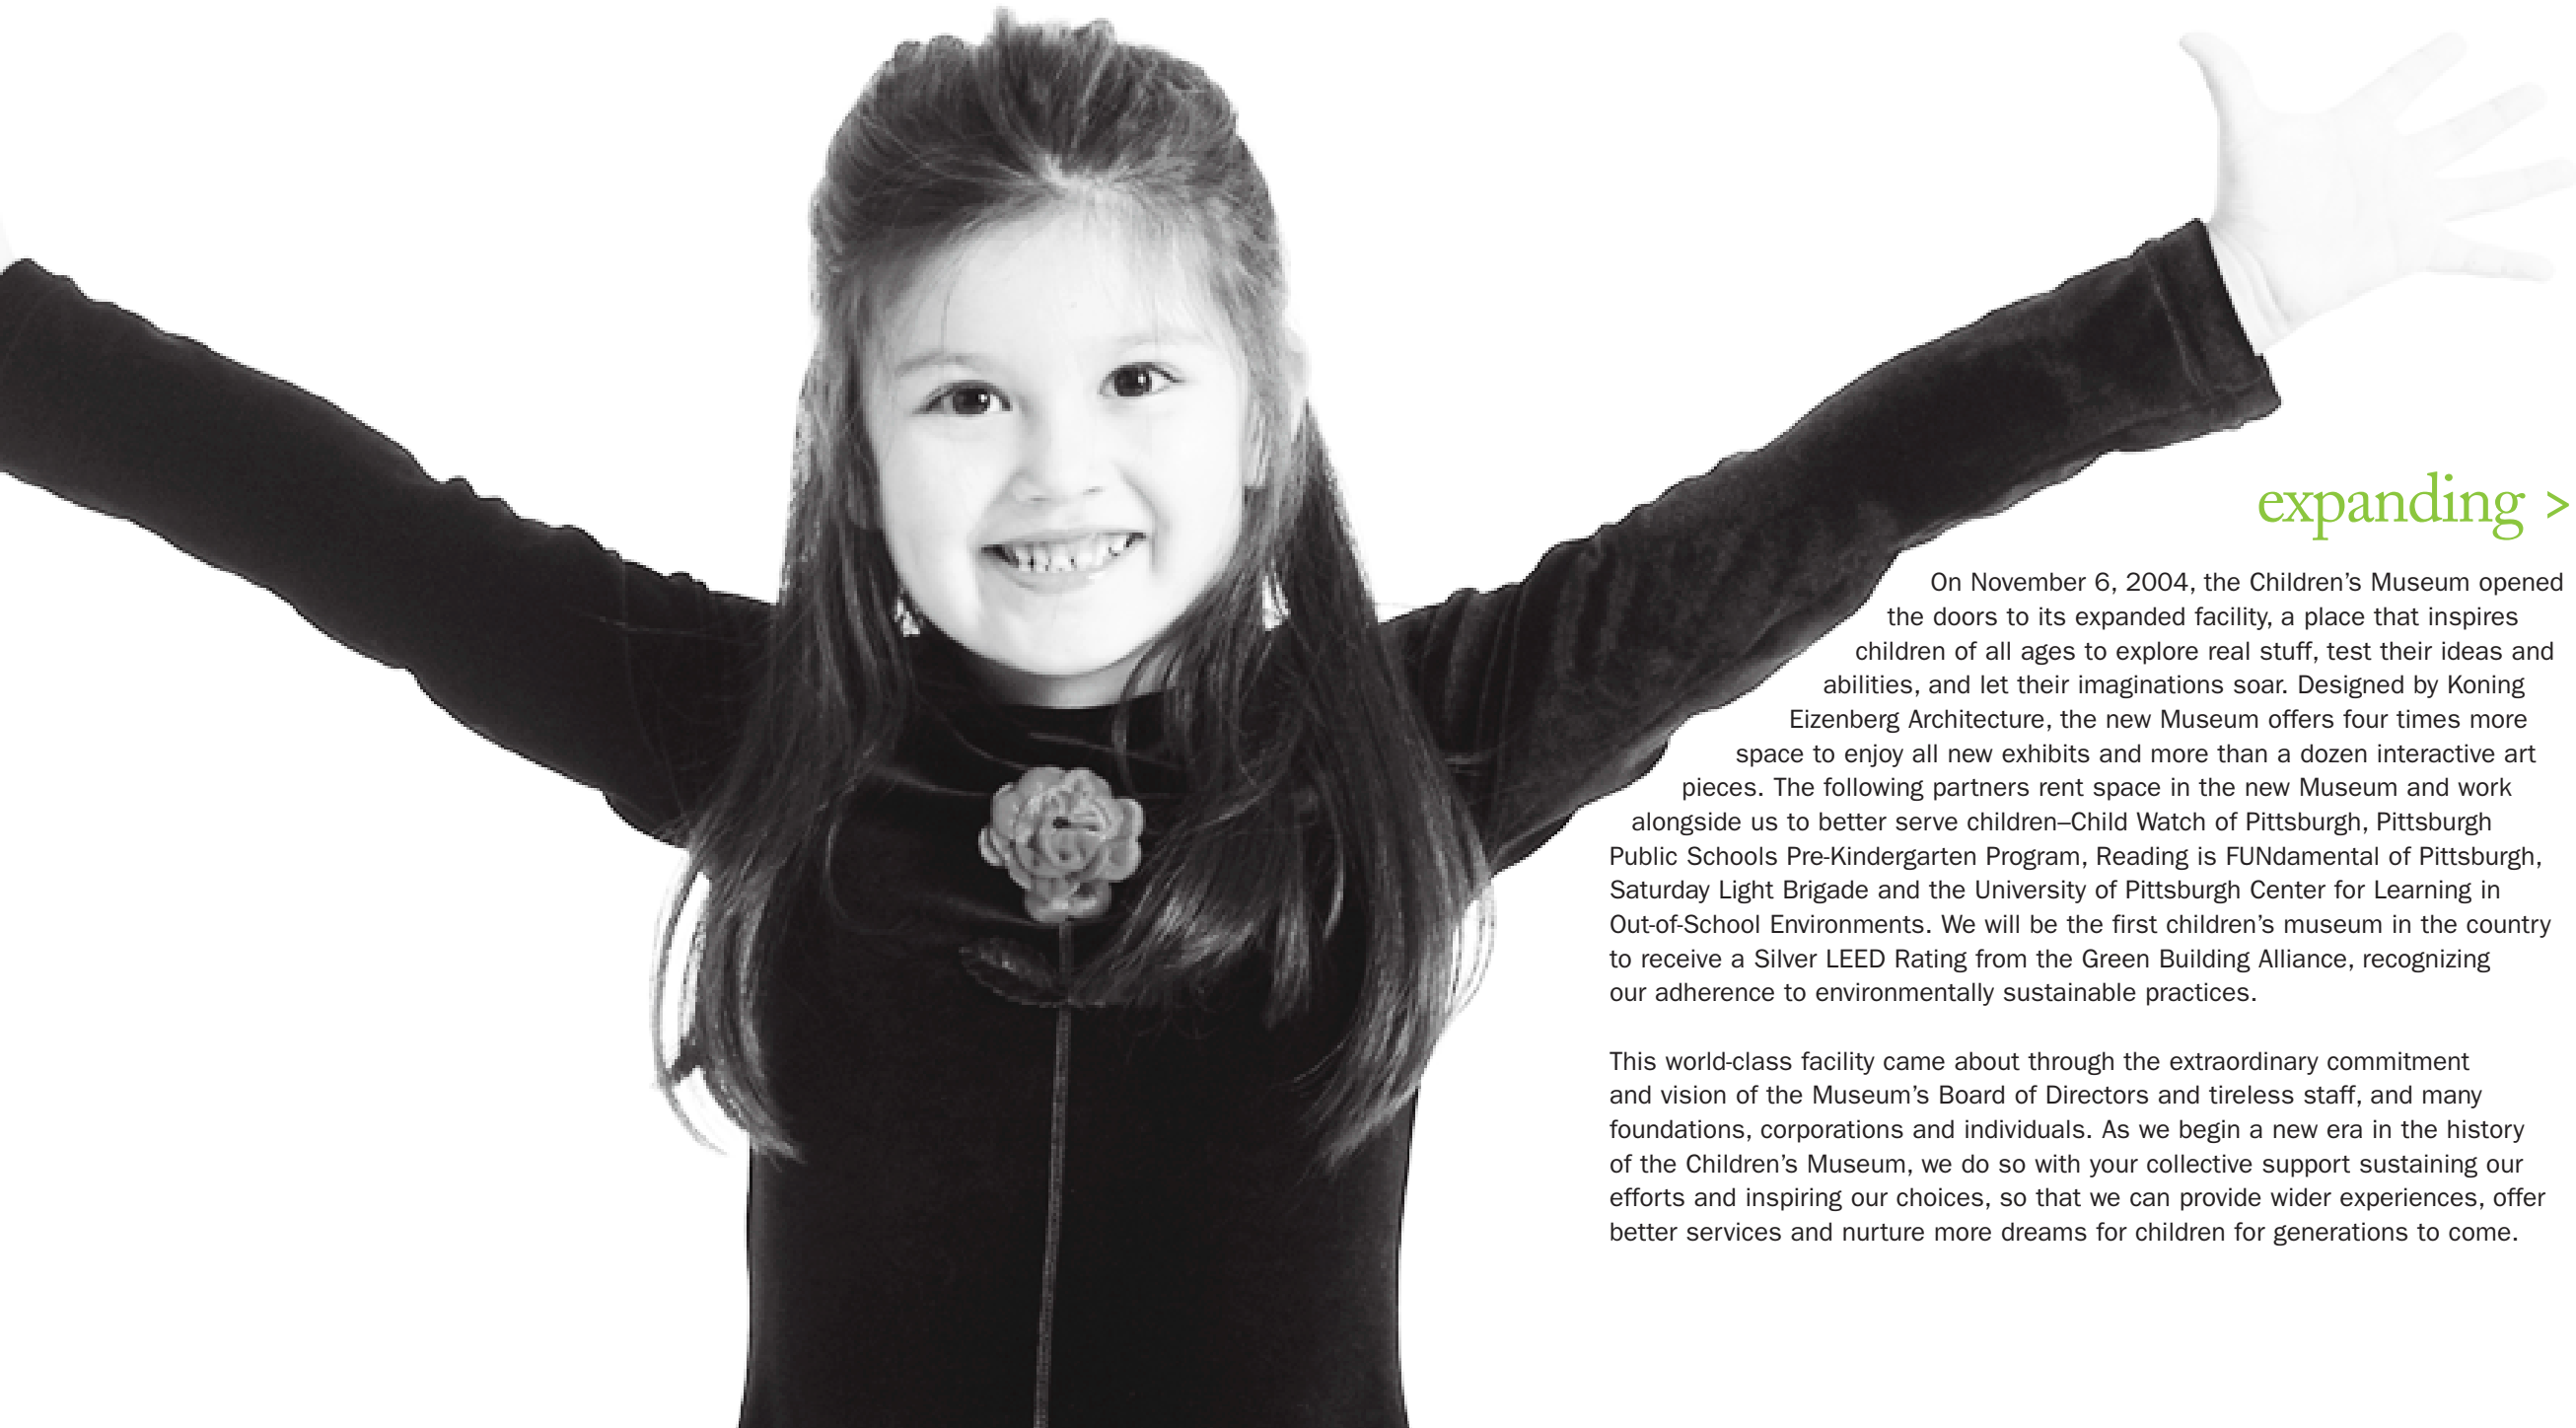 expanding >
On November 6, 2004, the Children’s Museum opened
the doors to its expanded facility, a place that inspires
children of all ages to explore real stuff, test their ideas and
abilities, and let their imaginations soar. Designed by Koning
Eizenberg Architecture, the new Museum offers four times more
space to enjoy all new exhibits and more than a dozen interactive art
pieces. The following partners rent space in the new Museum and work
alongside us to better serve children–Child Watch of Pittsburgh, Pittsburgh
Public Schools Pre-Kindergarten Program, Reading is FUNdamental of Pittsburgh,
Saturday Light Brigade and the University of Pittsburgh Center for Learning in
Out-of-School Environments. We will be the first children’s museum in the country
to receive a Silver LEED Rating from the Green Building Alliance, recognizing
our adherence to environmentally sustainable practices.
This world-class facility came about through the extraordinary commitment
and vision of the Museum’s Board of Directors and tireless staff, and many
foundations, corporations and individuals. As we begin a new era in the history
of the Children’s Museum, we do so with your collective support sustaining our
efforts and inspiring our choices, so that we can provide wider experiences, offer
better services and nurture more dreams for children for generations to come.